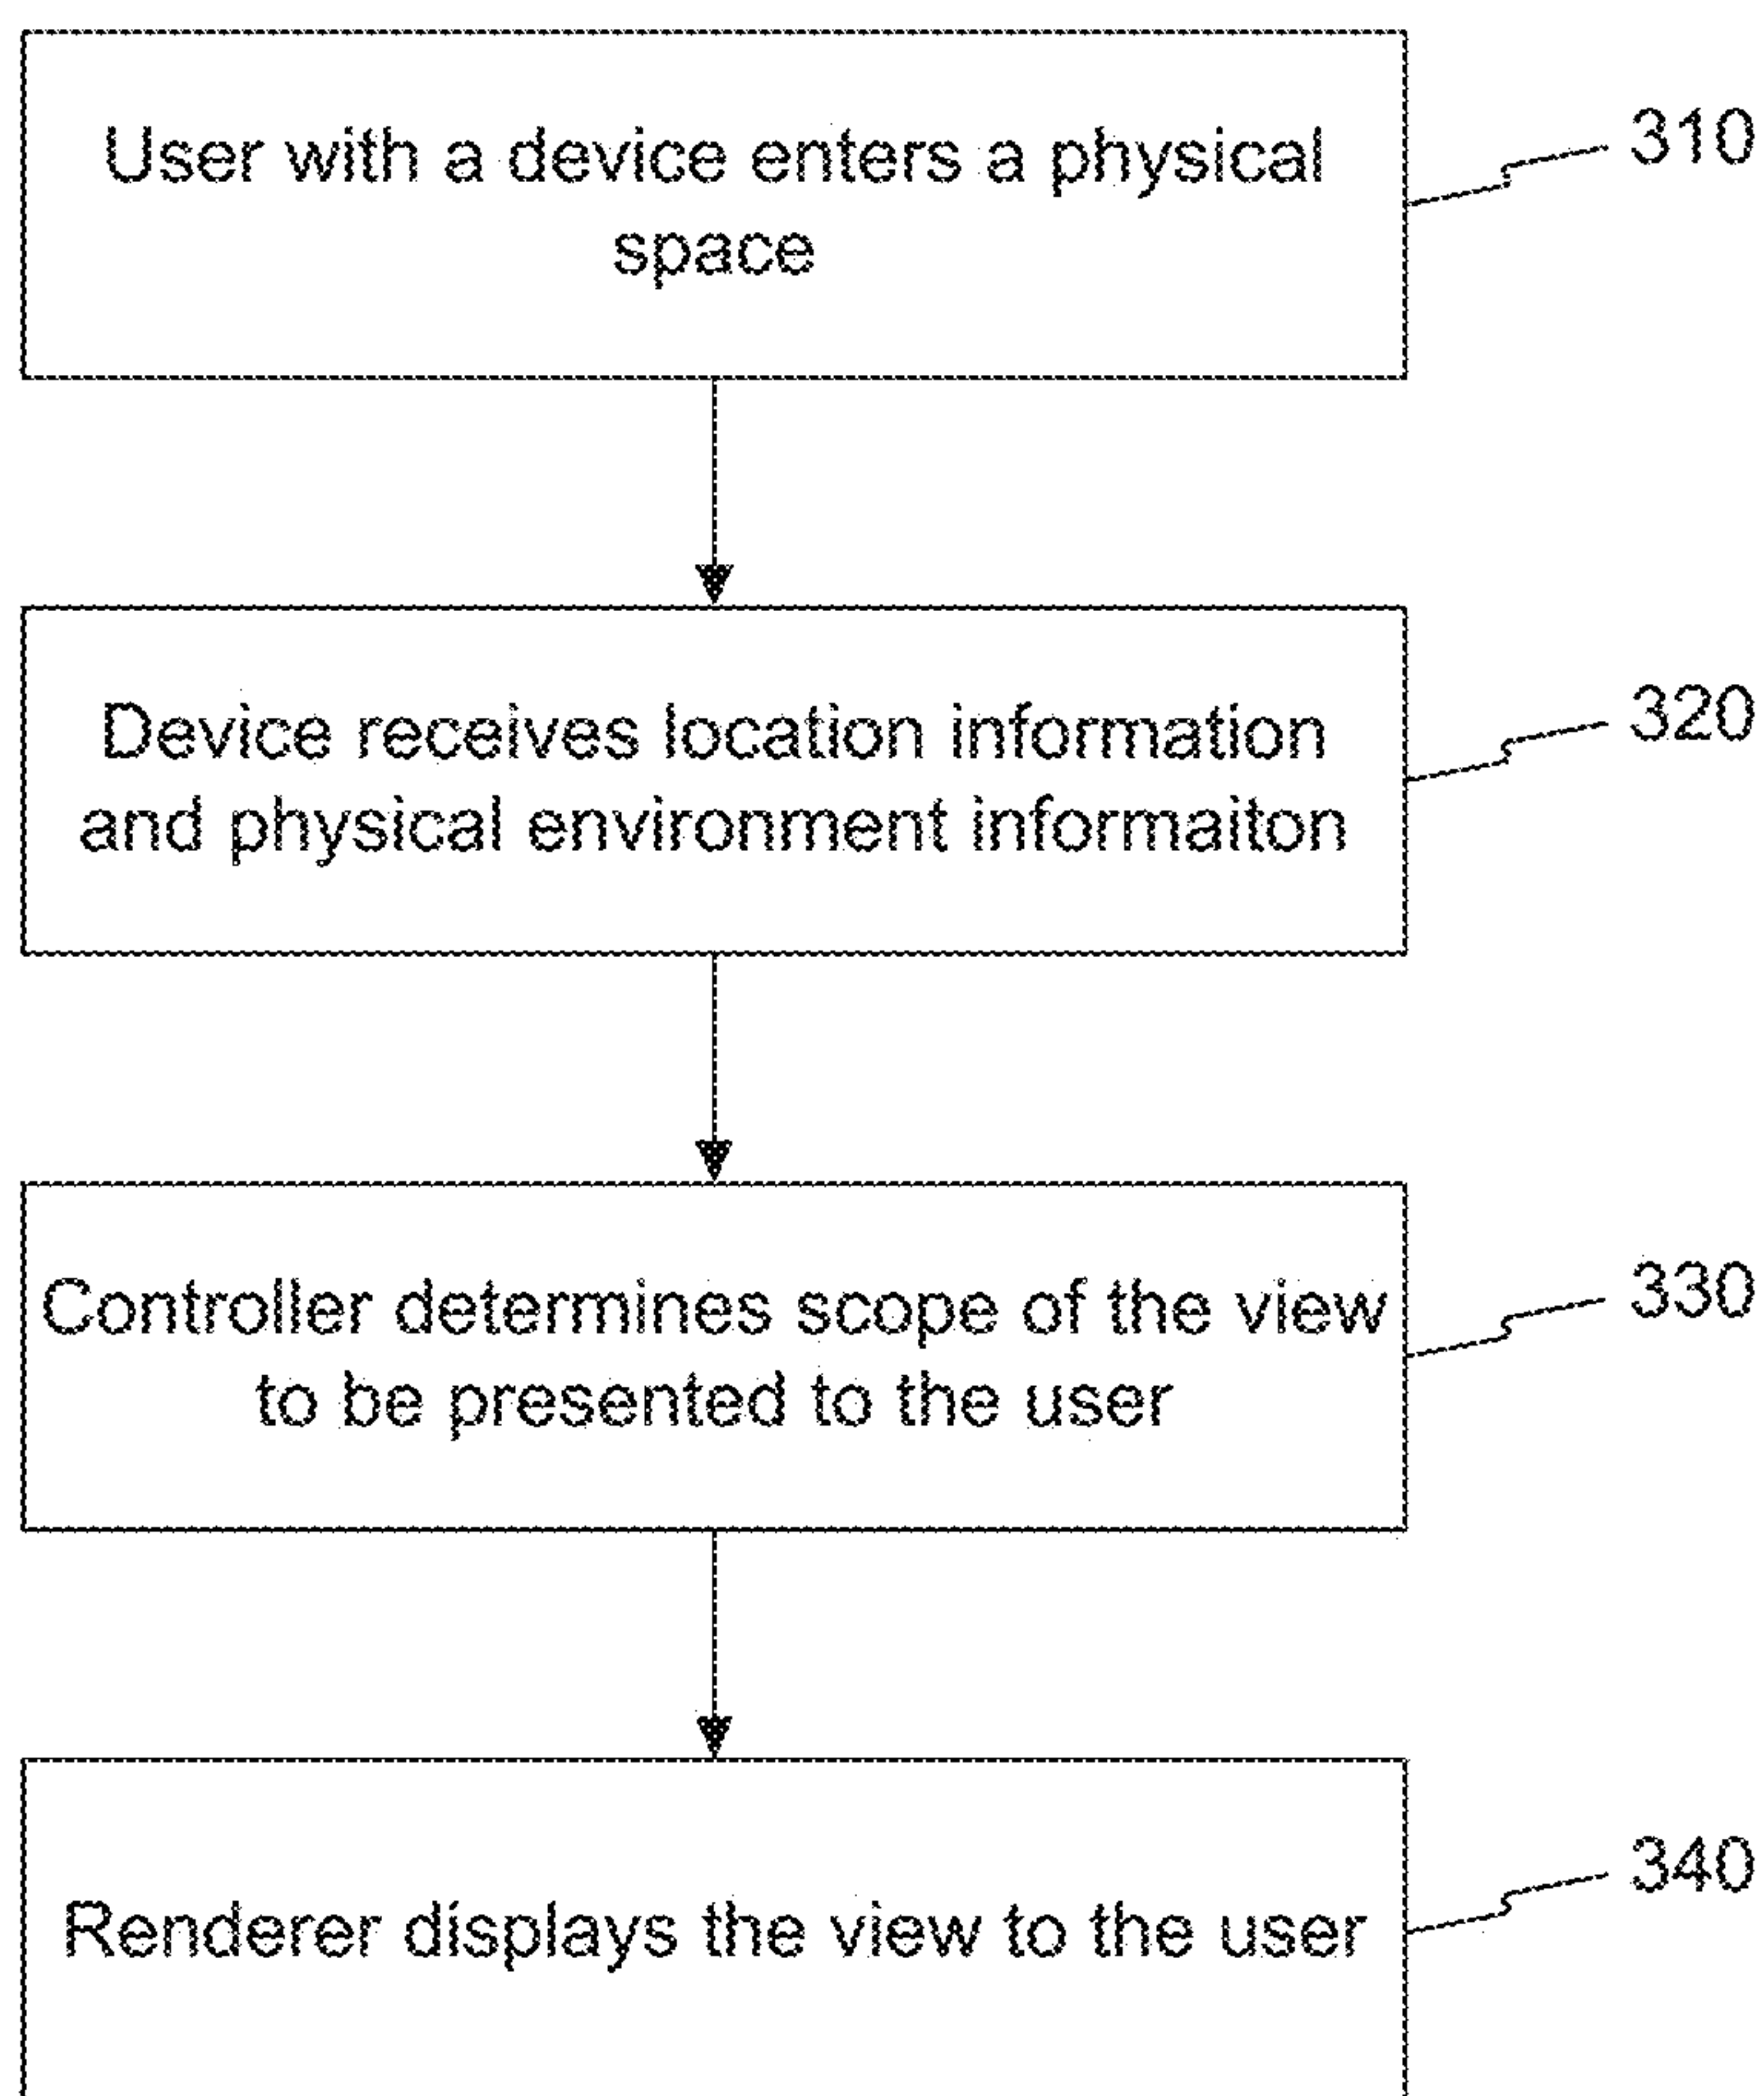 User with a device enters a physical
space
310
Device receives location information
and physical environment informaiton
320
Controller determines scope of the view
to be presented to the user
330
Renderer displays the view to the user
340